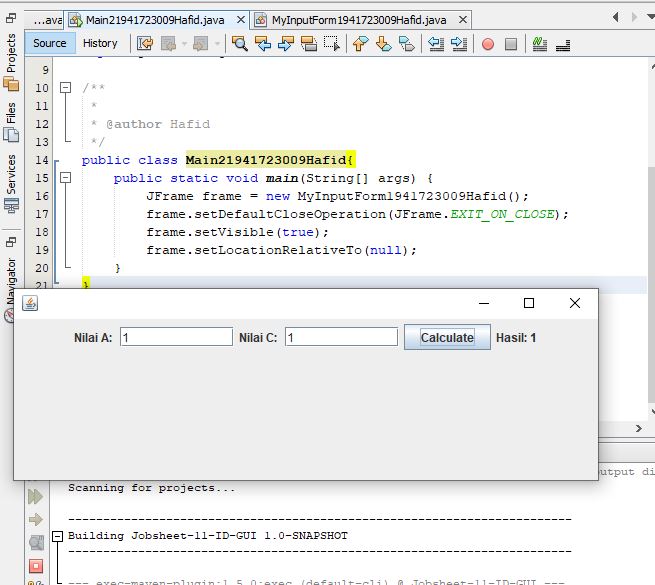 ...ava Main21941723009Hafid.java MyInputForm1941723009Hafid.java
Source History
Projects
Files
Services
Navigator
9
10 /**
11 *
12 * @author Hafid
13 */
14 public class Main21941723009Hafid{
15 public static void main(String[] args) {
16 JFrame frame = new MyInputForm1941723009Hafid();
17 frame.setDefaultCloseOperation(JFrame.EXIT_ON_CLOSE);
18 frame.setVisible(true);
19 frame.setLocationRelativeTo(null);
20 }
21 }
Nilai A: 1 Nilai C: 1 Calculate Hasil: 1
Scanning for projects...
------------------------------------------------------------------------
Building Jobsheet-11-ID-GUI 1.0-SNAPSHOT
------------------------------------------------------------------------
--- exec-maven-plugin:1.5.0:exec (default-cli) @ Jobsheet-11-ID-GUI ---